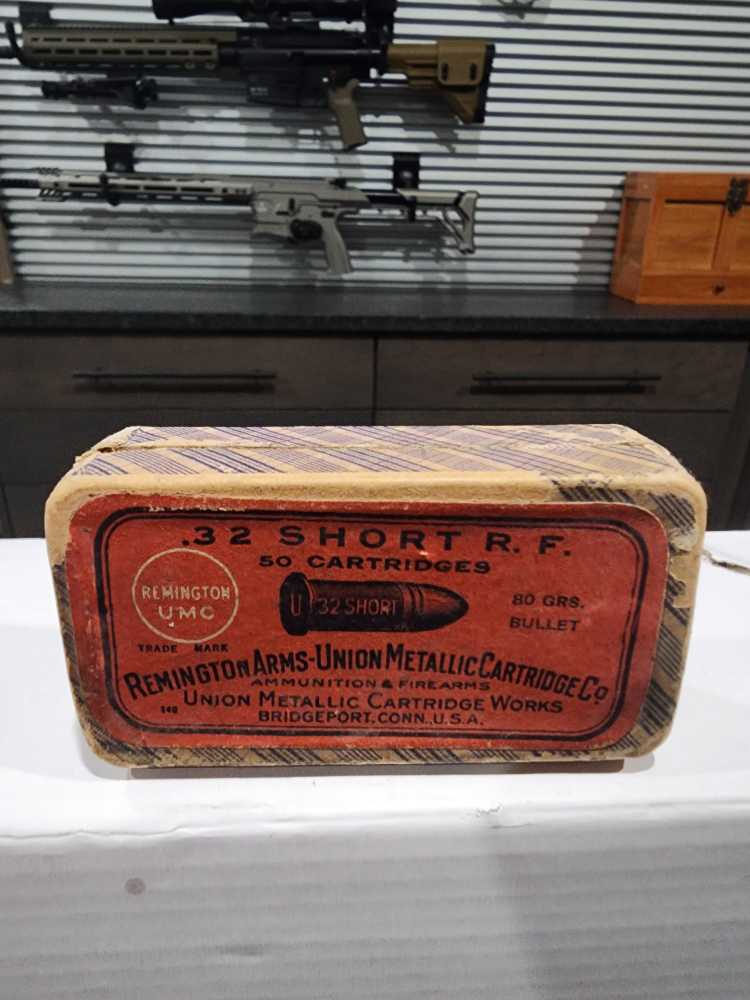 .32 SHORT R. F.
50 CARTRIDGES
REMINGTON
UMC
TRADE MARK
U 32 SHORT
80 GRS.
BULLET
REMINGTON ARMS-UNION METALLIC CARTRIDGE CO
AMMUNITION & FIREARMS
UNION METALLIC CARTRIDGE WORKS
BRIDGEPORT, CONN., U.S.A.